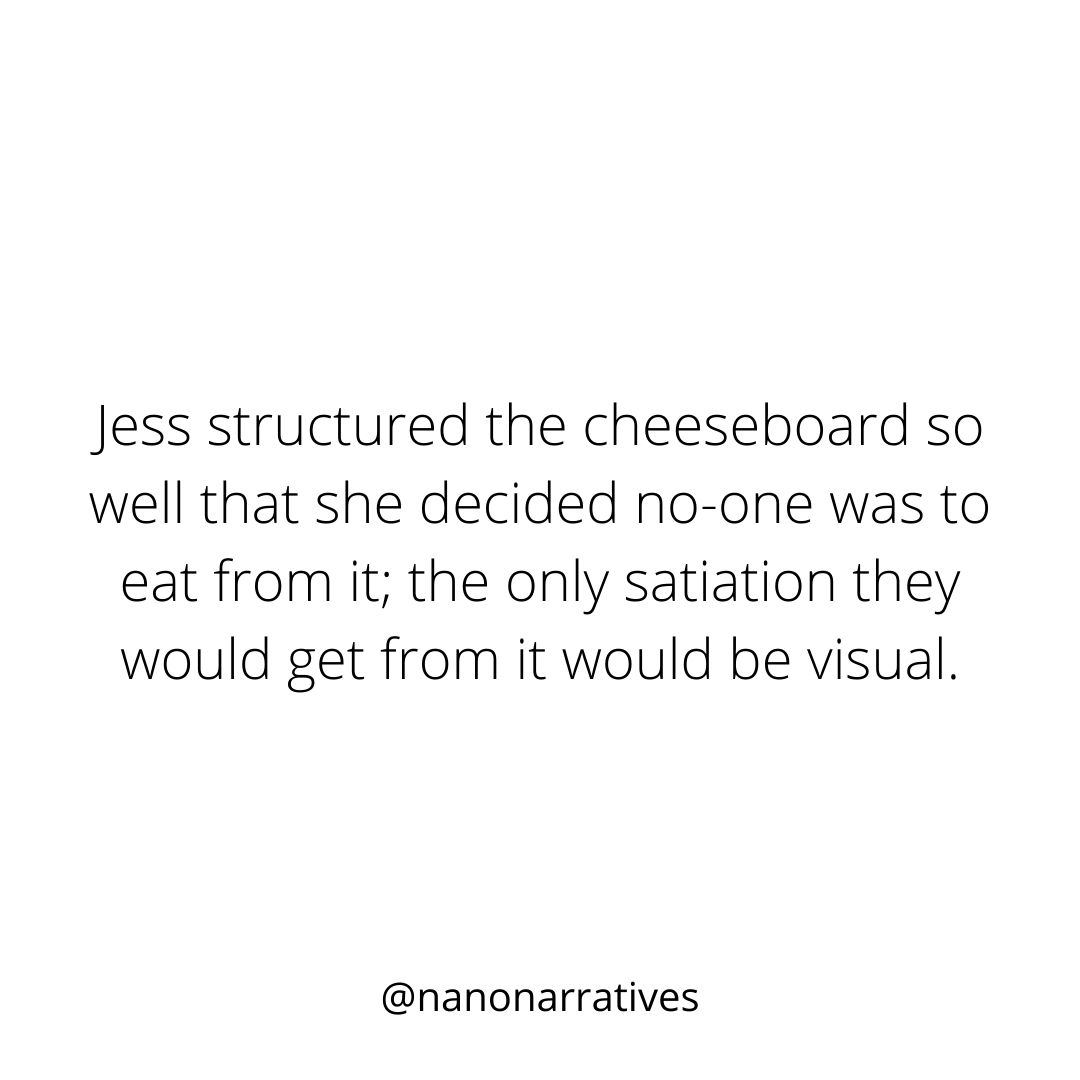 Jess structured the cheeseboard so
well that she decided no-one was to
eat from it; the only satiation they
would get from it would be visual.
@nanonarratives